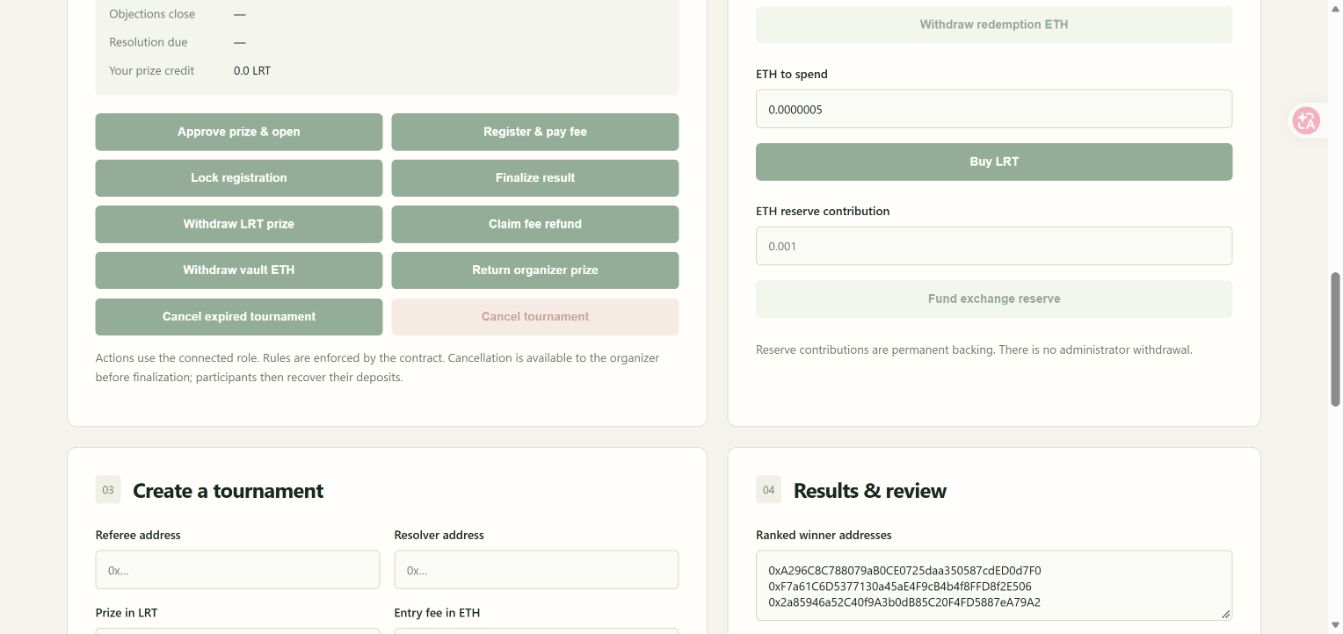 Objections close —
Resolution due —
Your prize credit 0.0 LRT
Approve prize & open
Register & pay fee
Lock registration
Finalize result
Withdraw LRT prize
Claim fee refund
Withdraw vault ETH
Return organizer prize
Cancel expired tournament
Cancel tournament
Actions use the connected role. Rules are enforced by the contract. Cancellation is available to the organizer
before finalization; participants then recover their deposits.
Withdraw redemption ETH
ETH to spend
0.0000005
Buy LRT
ETH reserve contribution
0.001
Fund exchange reserve
Reserve contributions are permanent backing. There is no administrator withdrawal.
03 Create a tournament
Referee address
Resolver address
0x...
0x...
Prize in LRT
Entry fee in ETH
04 Results & review
Ranked winner addresses
0xA296C8C788079aB0CE0725daa350587cdED0d7F0
0xF7a61C6D5377130a45aE4F9cB4b4f8FFD8f2E506
0x2a85946a52C40f9A3b0dB85C20F4FD5887eA79A2